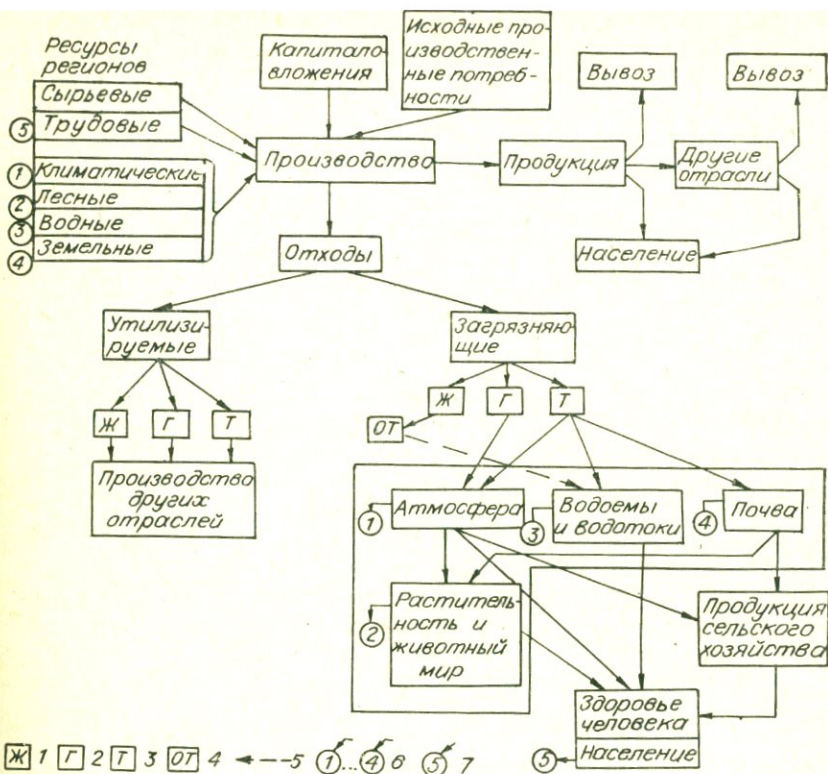 Ресурсы
регионов
Сырьевые
5 Трудовые
1 Климатические
2 Лесные
3 Водные
4 Земельные
Капитало-
вложения
Исходные про-
изводствен-
ные потреб-
ности
Вывоз
Вывоз
Производство
Продукция
Другие
отрасли
Население
Отходы
Утилизи-
руемые
Загрязняю-
щие
Ж
Г
Т
Производство
других
отраслей
Ж
Г
Т
ОТ
1 Атмосфера
3 Водоемы
и водотоки
4 Почва
2 Раститель-
ность и
животный
мир
Продукция
сельского
хозяйства
Здоровье
человека
5 Население
Ж 1 Г 2 Т 3 ОТ 4 5 1...4 6 5 7